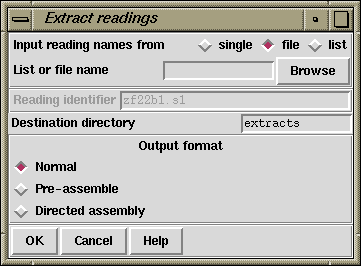 Extract readings
Input reading names from single file list
List or file name Browse
Reading identifier zf22b1.s1
Destination directory extracts
Output format
Normal
Pre-assemble
Directed assembly
OK Cancel Help